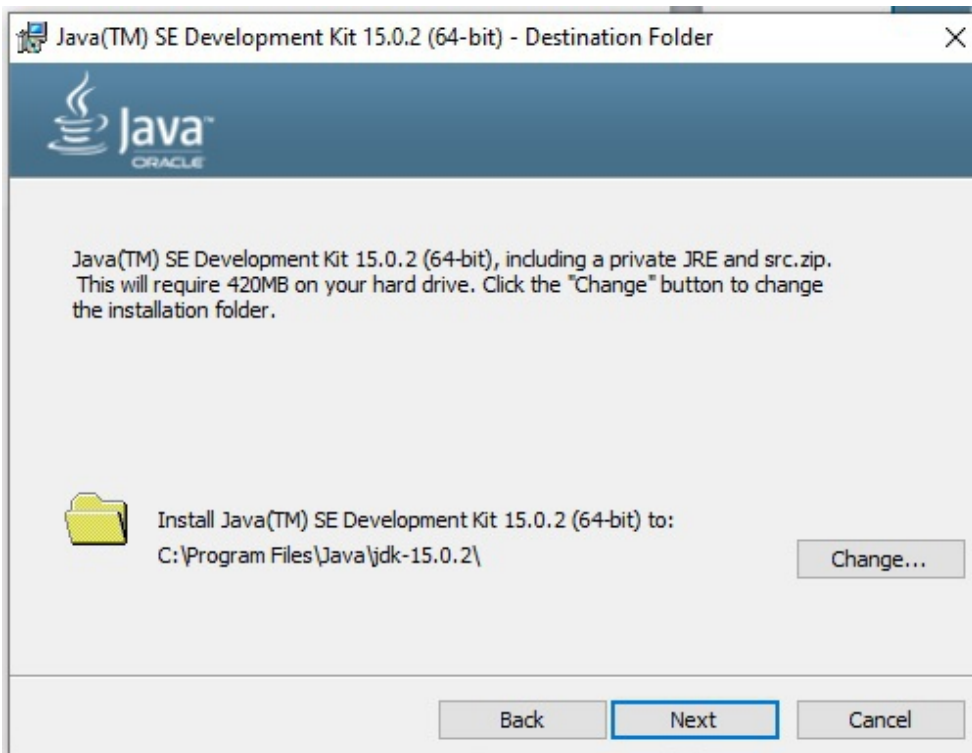 Java(TM) SE Development Kit 15.0.2 (64-bit) - Destination Folder
Java™
ORACLE
Java(TM) SE Development Kit 15.0.2 (64-bit), including a private JRE and src.zip.
This will require 420MB on your hard drive. Click the "Change" button to change
the installation folder.
Install Java(TM) SE Development Kit 15.0.2 (64-bit) to:
C:\Program Files\Java\jdk-15.0.2\
Change...
Back
Next
Cancel